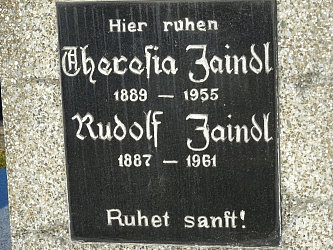 Hier ruhen
Theresia Zaindl
1889 — 1955
Rudolf Zaindl
1887 — 1961
Ruhet sanft!